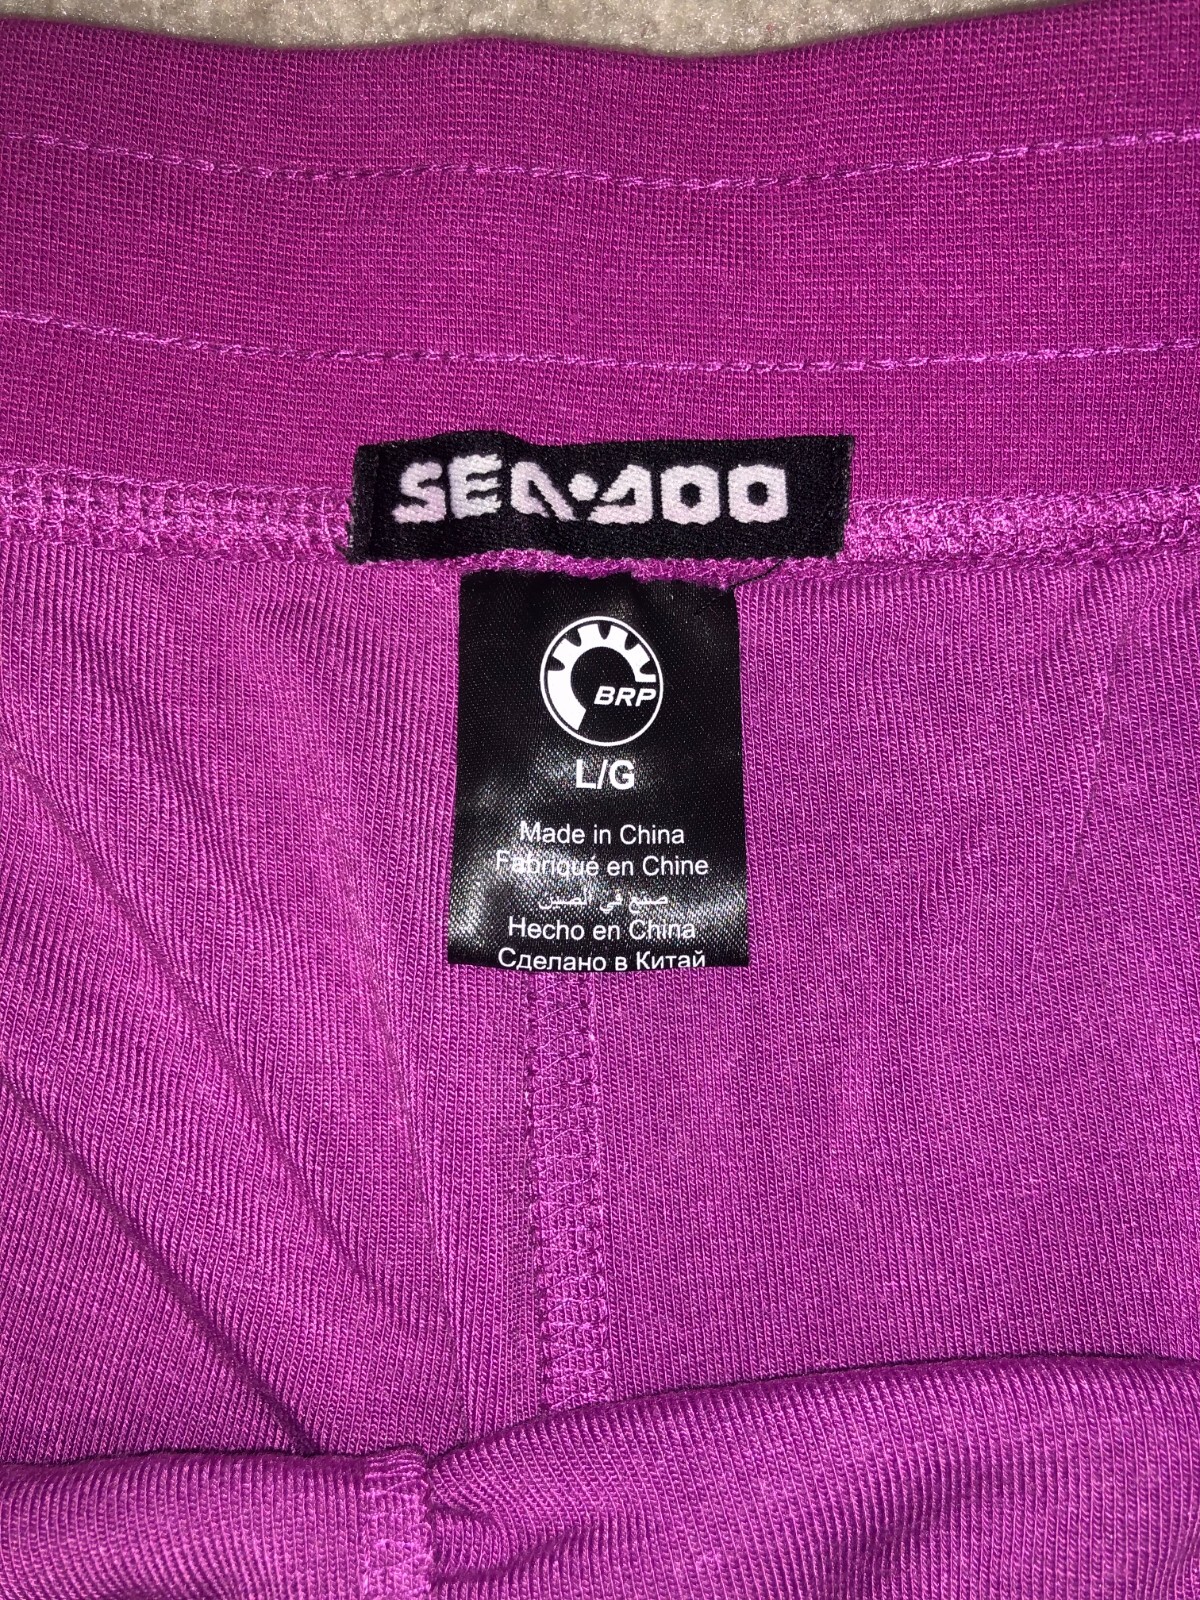 SEA•DOO
BRP
L/G
Made in China
Fabriqué en Chine
صنع في الصين
Hecho en China
Сделано в Китай